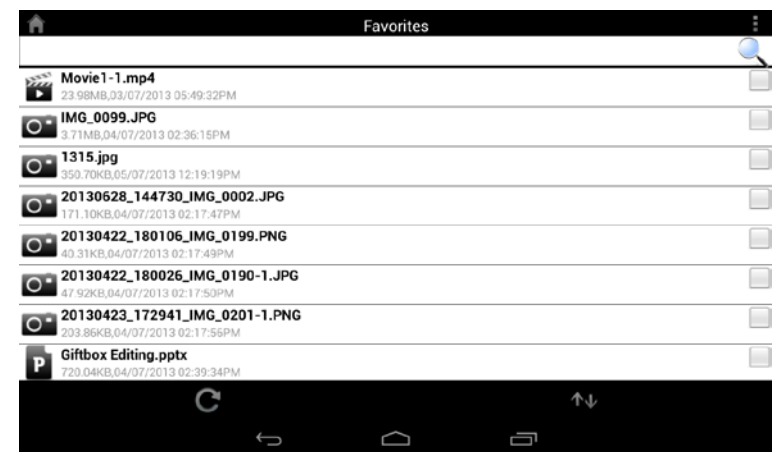 Favorites
Movie1-1.mp4
23.98MB,03/07/2013 05:49:32PM
IMG_0099.JPG
3.71MB,04/07/2013 02:36:15PM
1315.jpg
350.70KB,05/07/2013 12:19:19PM
20130628_144730_IMG_0002.JPG
171.10KB,04/07/2013 02:17:47PM
20130422_180106_IMG_0199.PNG
40.31KB,04/07/2013 02:17:49PM
20130422_180026_IMG_0190-1.JPG
47.92KB,04/07/2013 02:17:50PM
20130423_172941_IMG_0201-1.PNG
203.86KB,04/07/2013 02:17:56PM
P
Giftbox Editing.pptx
720.04KB,04/07/2013 02:39:34PM